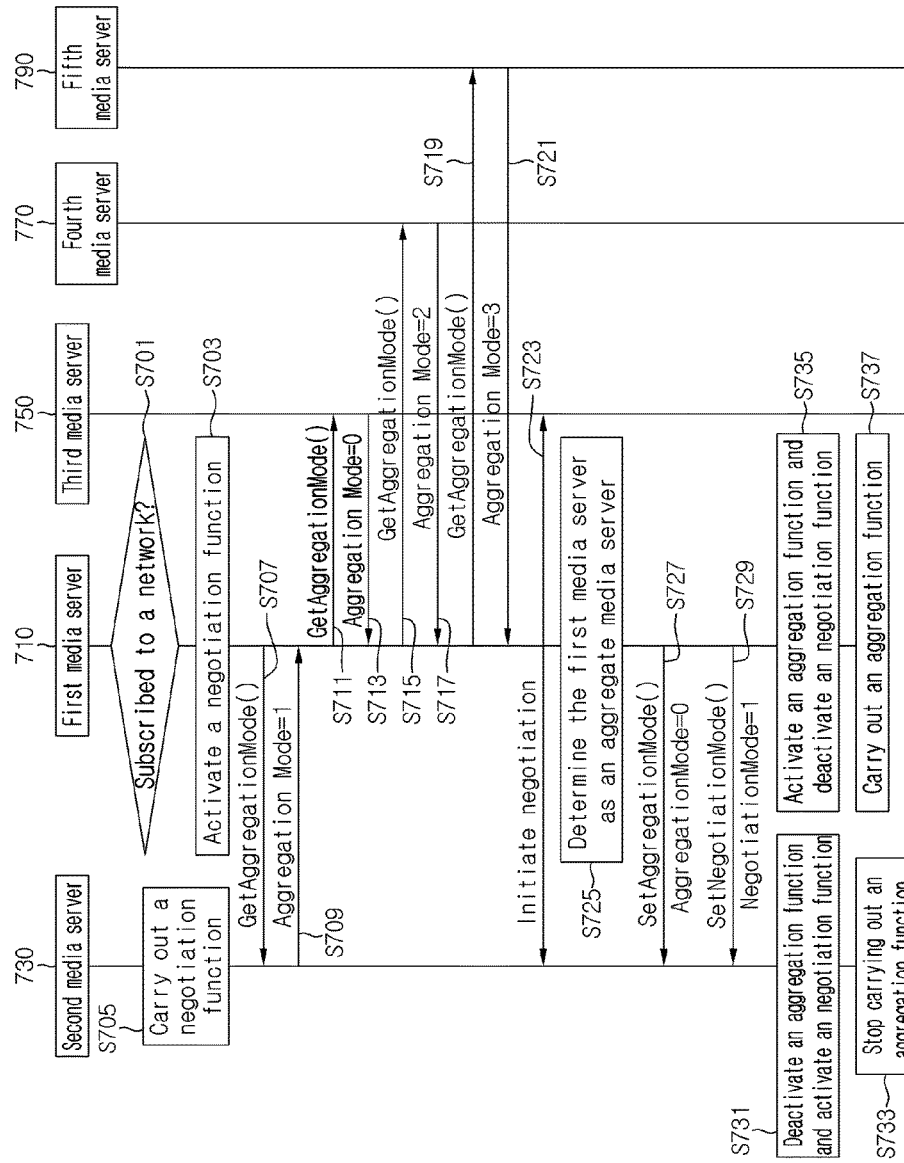 730
Second media server
710
First media server
750
Third media server
770
Fourth
media server
790
Fifth
media server
Subscribed to a network?
S701
Activate a negotiation function
S703
S705
Carry out a
negotiation
function
GetAggregationMode()
S707
Aggregation Mode=1
S709
GetAggregationMode()
S711
Aggregation Mode=0
S713
GetAggregationMode()
S715
Aggregation Mode=2
S717
GetAggregationMode()
S719
Aggregation Mode=3
S721
Initiate negotiation
S723
Determine the first media server
as an aggregate media server
S725
SetAggregationMode()
AggregationMode=0
S727
SetNegotiationMode()
NegotiationMode=1
S729
S731
Deactivate an aggregation function
and activate an negotiation function
Activate an aggregation function and
deactivate an negotiation function
S735
S733
Stop carrying out an
aggregation function
Carry out an aggregation function
S737